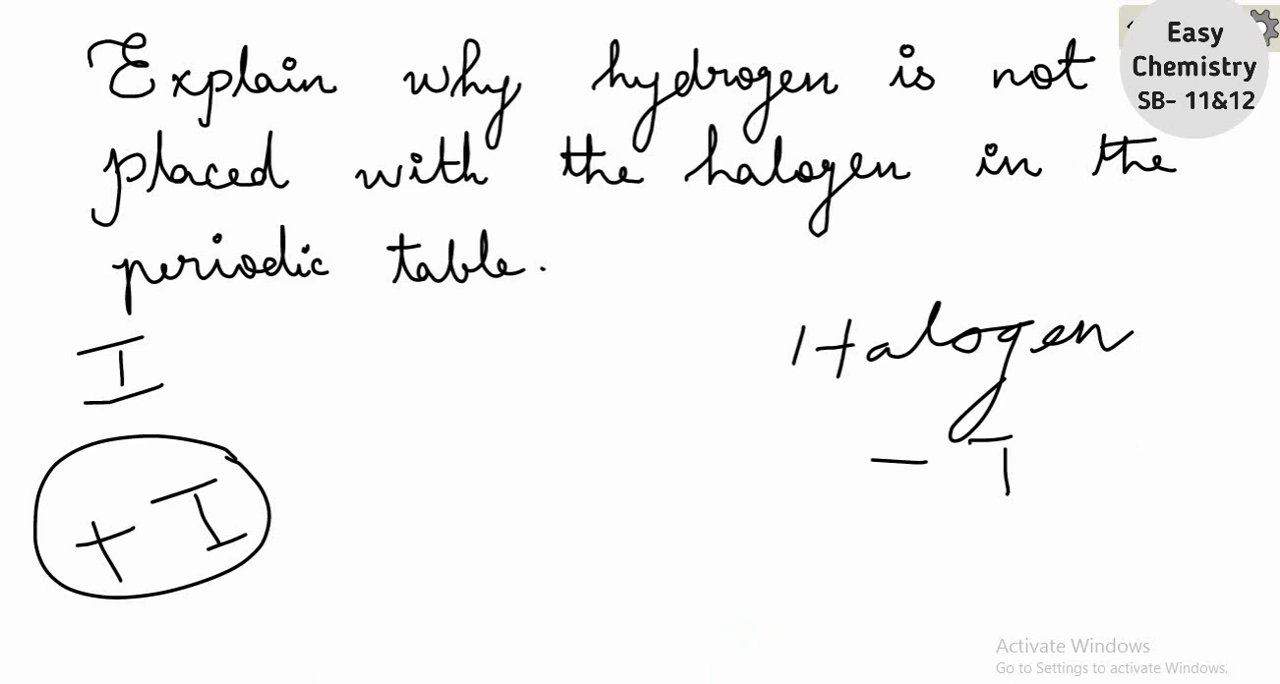 Easy
Chemistry
SB- 11&12
Explain why hydrogen is not
placed with the halogen in the
periodic table.
I
Halogen
- I
+ I
Activate Windows
Go to Settings to activate Windows.